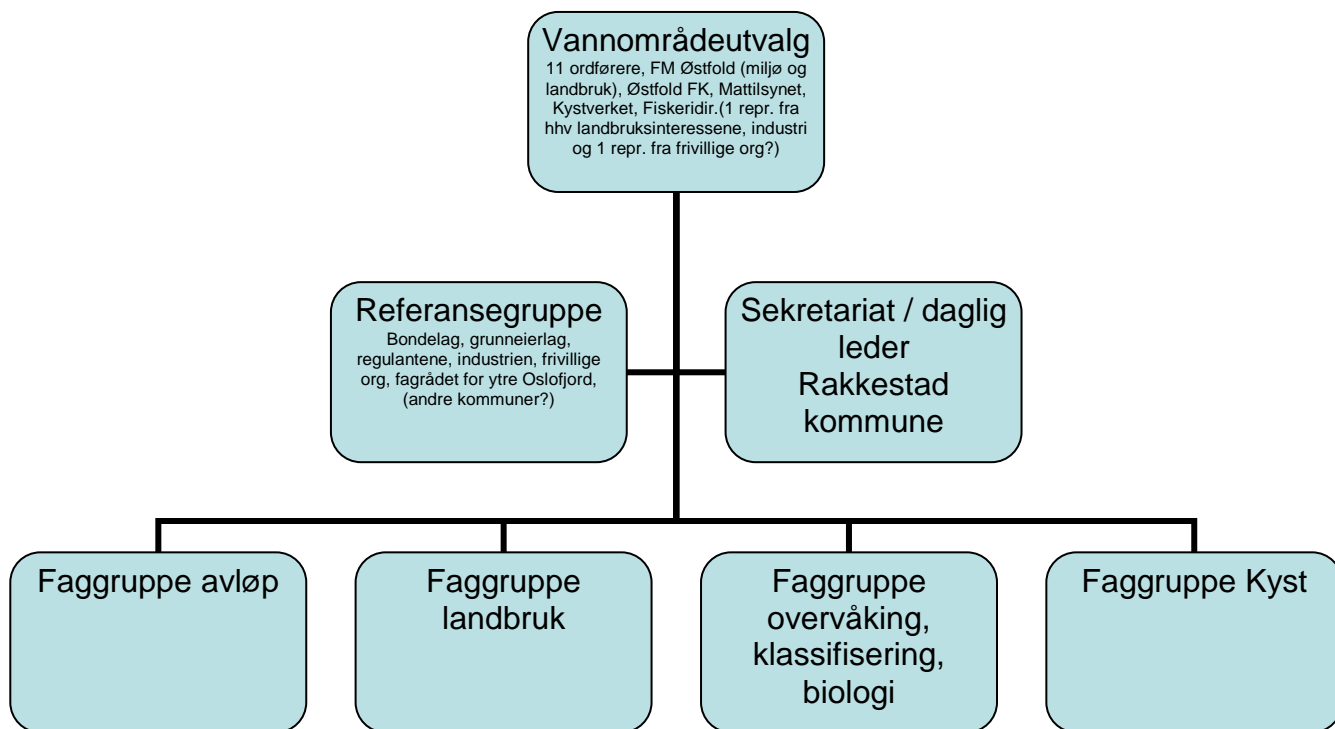 Vannområdeutvalg
11 ordførere, FM Østfold (miljø og
landbruk), Østfold FK, Mattilsynet,
Kystverket, Fiskeridir.(1 repr. fra
hhv landbruksinteressene, industri
og 1 repr. fra frivillige org?)
Referansegruppe
Bondelag, grunneierlag,
regulantene, industrien, frivillige
org, fagrådet for ytre Oslofjord,
(andre kommuner?)
Sekretariat / daglig
leder
Rakkestad
kommune
Faggruppe avløp
Faggruppe
landbruk
Faggruppe
overvåking,
klassifisering,
biologi
Faggruppe Kyst